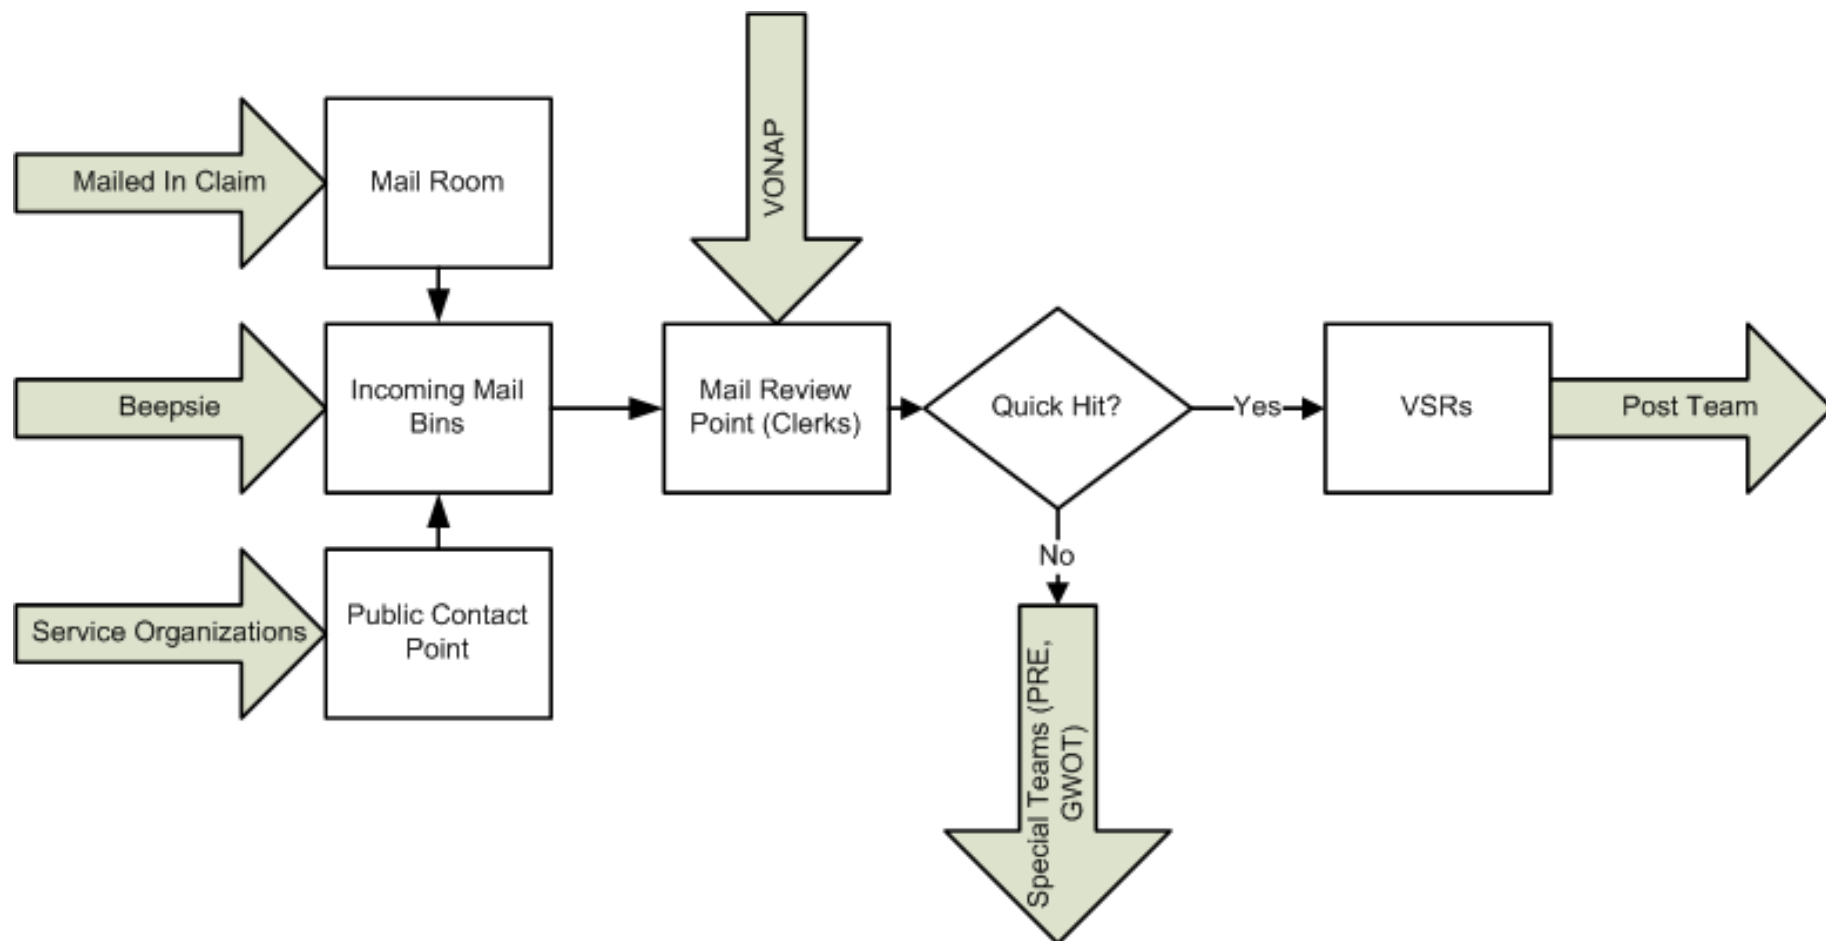 VONAP
Mailed In Claim
Mail Room
Beepsie
Incoming Mail
Bins
Mail Review
Point (Clerks)
Quick Hit?
Yes
VSRs
Post Team
No
Service Organizations
Public Contact
Point
Special Teams (PRE,
GWOT)